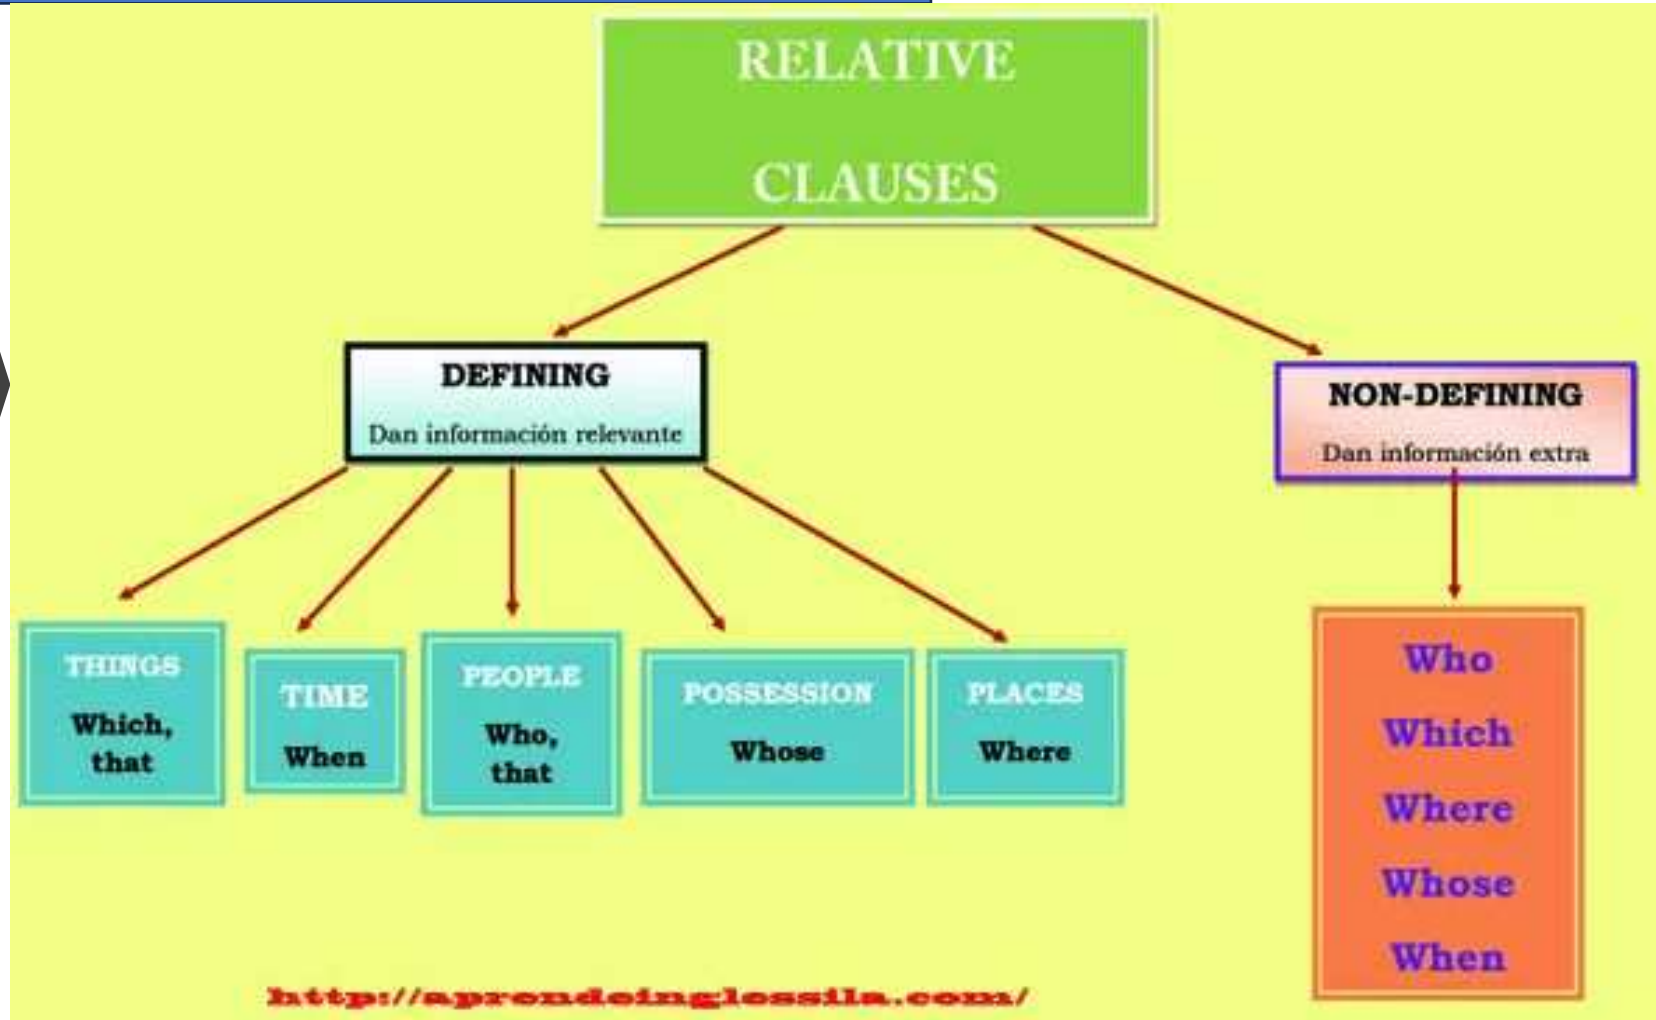 RELATIVE
CLAUSES
DEFINING
Dan información relevante
NON-DEFINING
Dan información extra
THINGS
Which,
that
TIME
When
PEOPLE
Who,
that
POSSESSION
Whose
PLACES
Where
Who
Which
Where
Whose
When
http://aprendeinglessila.com/